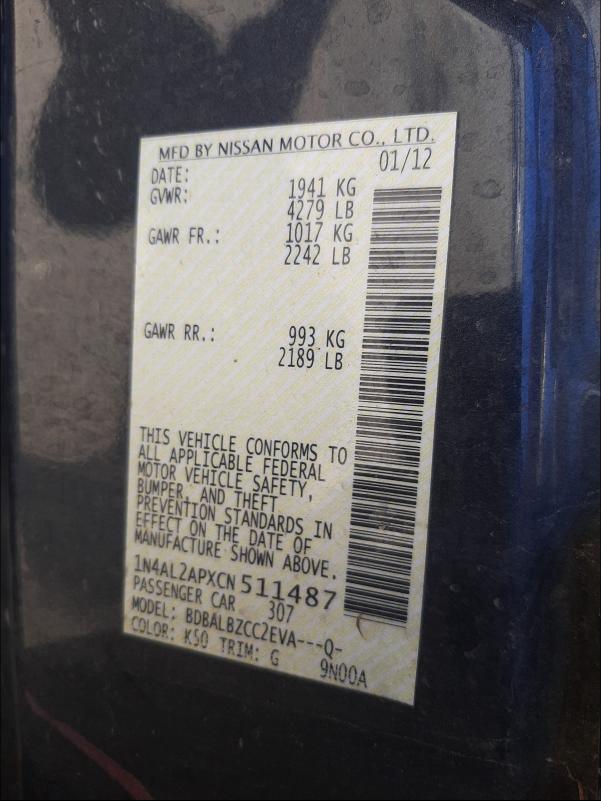 MFD BY NISSAN MOTOR CO., LTD.
DATE: 01/12
GVWR: 1941 KG
4279 LB
GAWR FR.: 1017 KG
2242 LB
GAWR RR.: 993 KG
2189 LB
THIS VEHICLE CONFORMS TO
ALL APPLICABLE FEDERAL
MOTOR VEHICLE SAFETY,
BUMPER, AND THEFT
PREVENTION STANDARDS IN
EFFECT ON THE DATE OF
MANUFACTURE SHOWN ABOVE.
1N4AL2APXCN511487
PASSENGER CAR 307
MODEL: BDBALBZCC2EVA---Q-
COLOR: K50 TRIM: G 9N00A